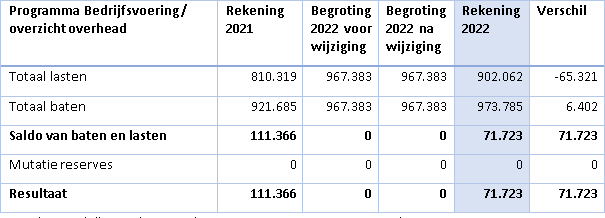 Programma Bedrijfsvoering / overzicht overhead Rekening 2021 Begroting 2022 voor wijziging Begroting 2022 na wijziging Rekening 2022 Verschil
Totaal lasten 810.319 967.383 967.383 902.062 -65.321
Totaal baten 921.685 967.383 967.383 973.785 6.402
Saldo van baten en lasten 111.366 0 0 71.723 71.723
Mutatie reserves 0 0 0 0 0
Resultaat 111.366 0 0 71.723 71.723